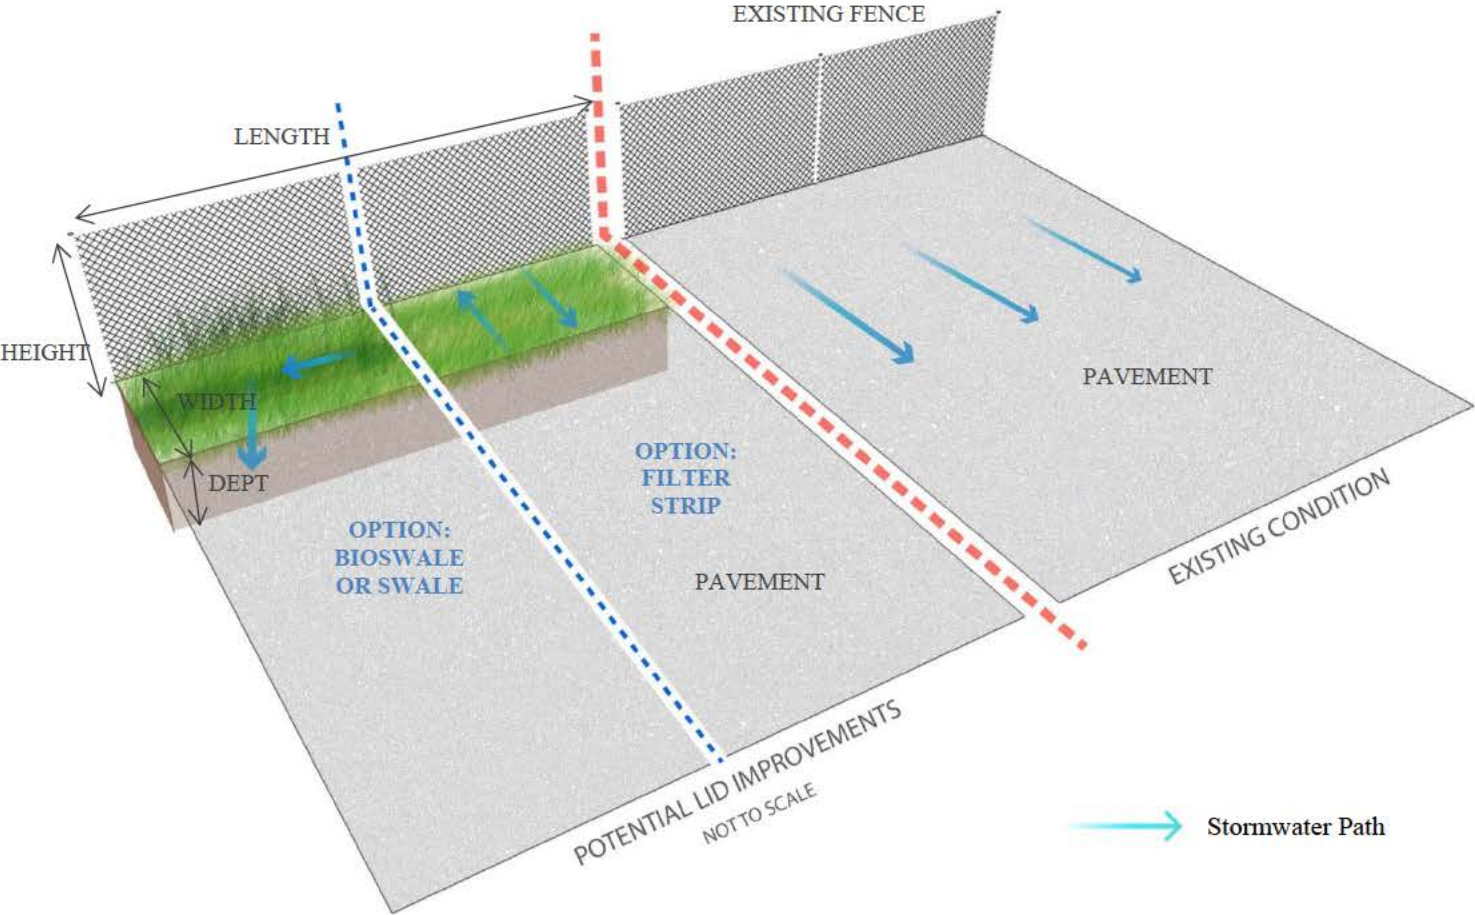 EXISTING FENCE
LENGTH
HEIGHT
WIDTH
DEPT
PAVEMENT
OPTION:
FILTER
STRIP
OPTION:
BIOSWALE
OR SWALE
PAVEMENT
EXISTING CONDITION
POTENTIAL LID IMPROVEMENTS
NOT TO SCALE
Stormwater Path